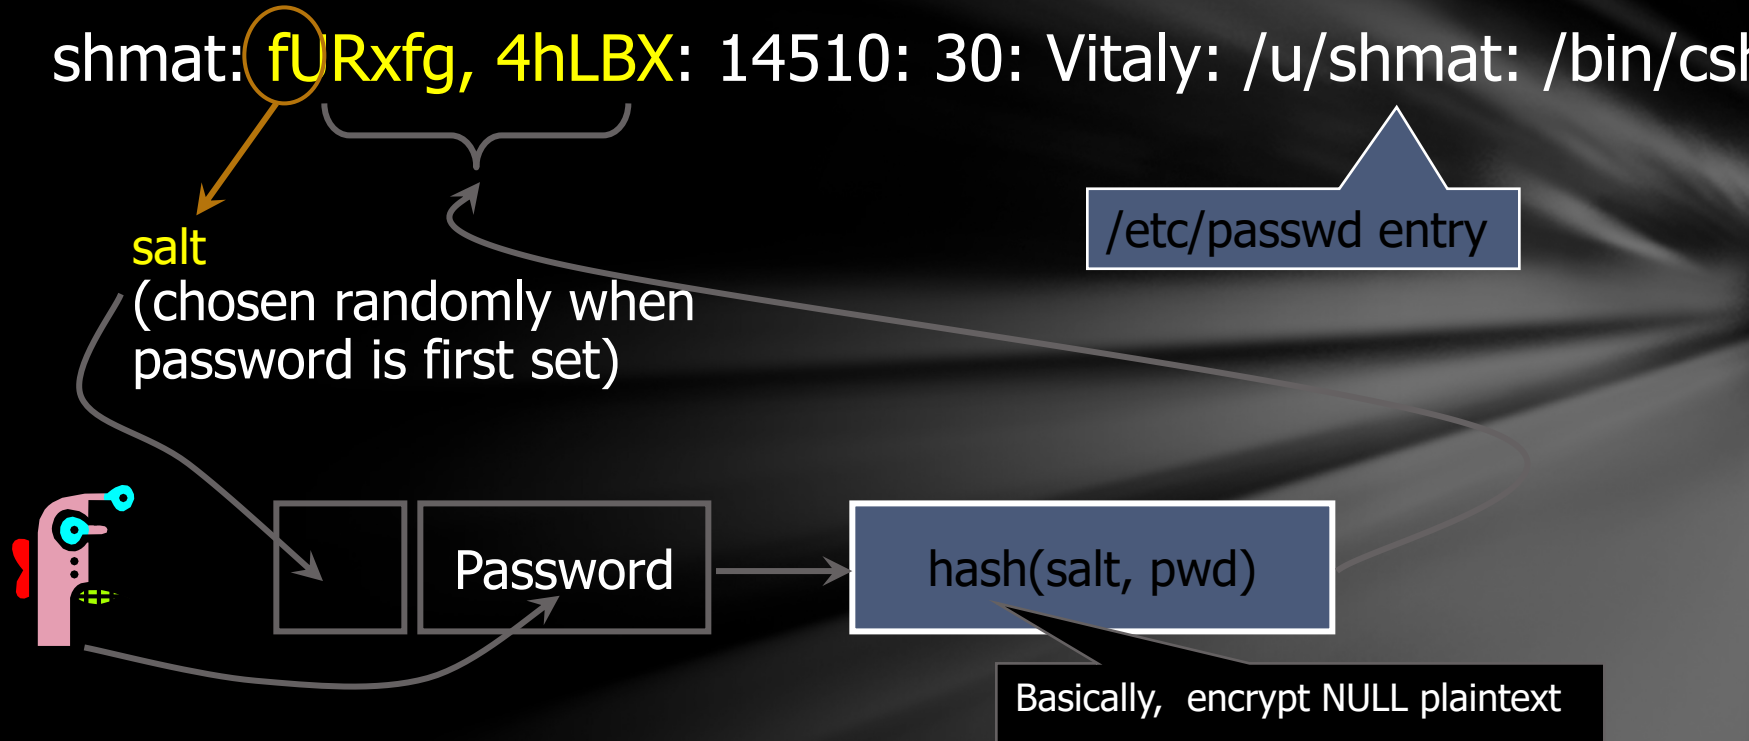 shmat: fURxfg, 4hLBX: 14510: 30: Vitaly: /u/shmat: /bin/csh
/etc/passwd entry
salt
(chosen randomly when
password is first set)
Password
hash(salt, pwd)
Basically, encrypt NULL plaintext